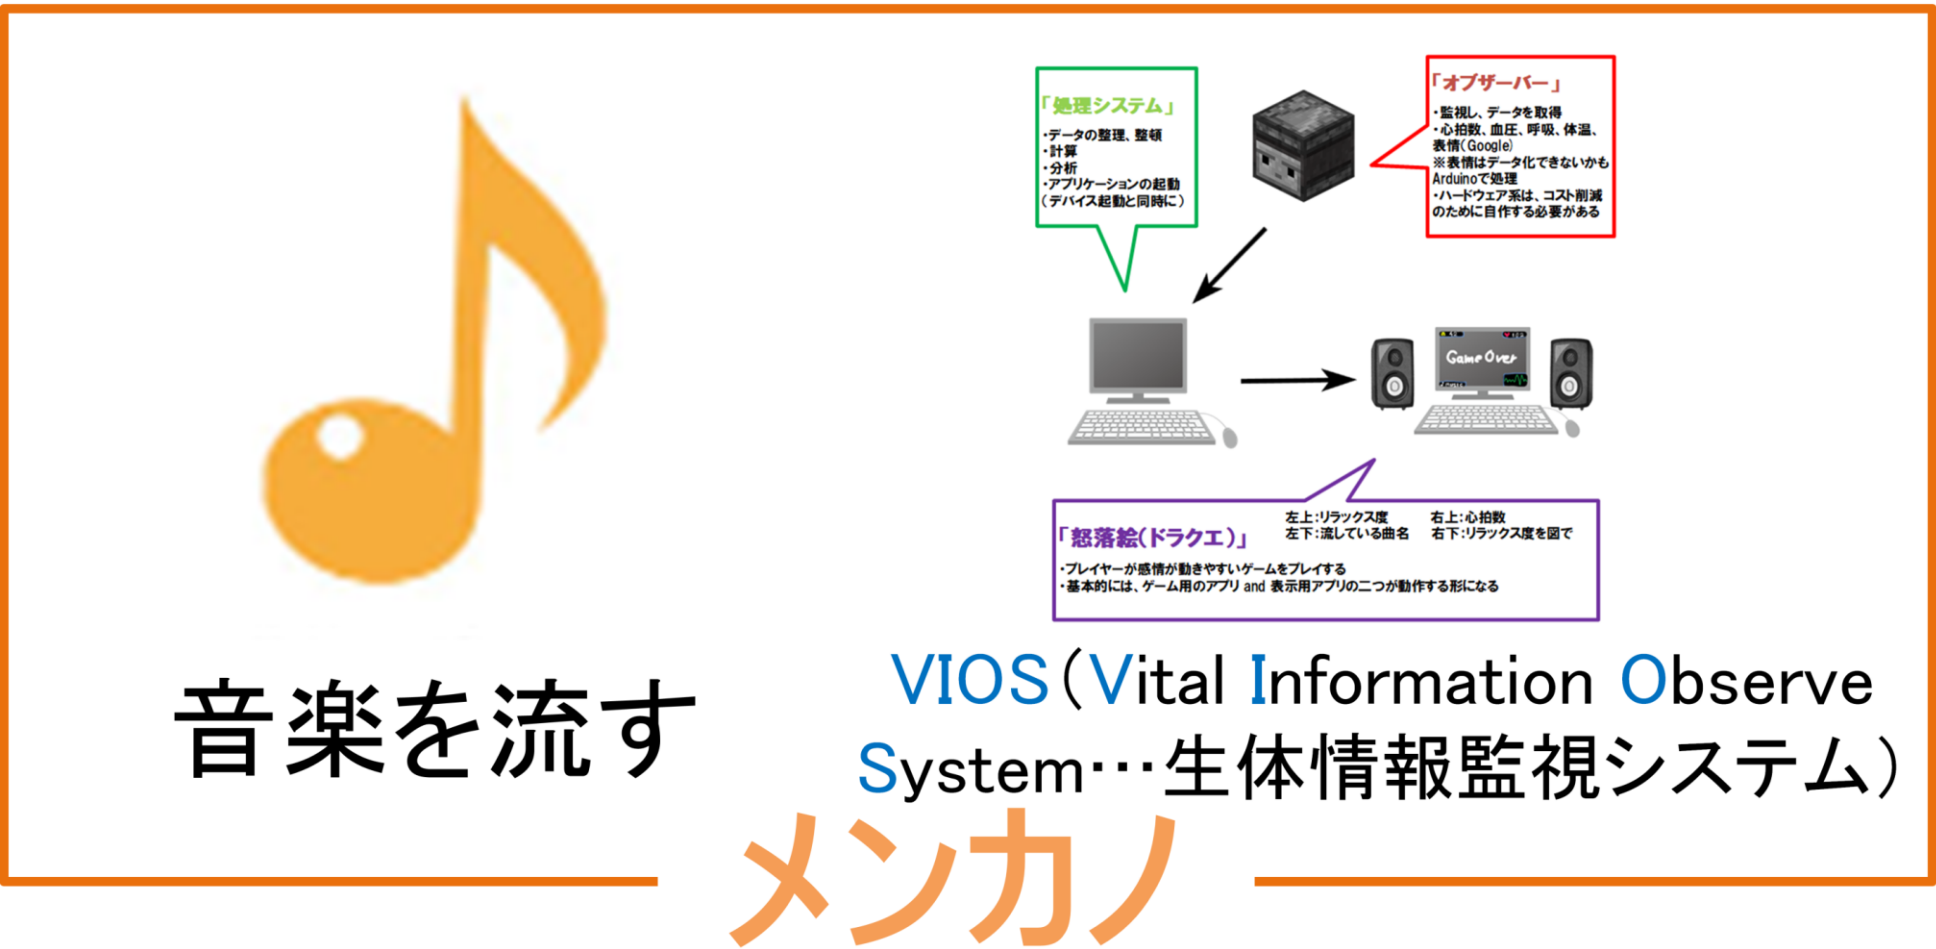 「処理システム」
・データの整理、整頓
・計算
・分析
・アプリケーションの起動
(デバイス起動と同時に)
「オブザーバー」
・監視し、データを取得
・心拍数、血圧、呼吸、体温、
表情(Google)
※表情はデータ化できないかも
Arduinoで処理
・ハードウェア系は、コスト削減
のために自作する必要がある
Game Over
「怒落絵(ドラクエ)」
左上:リラックス度 右上:心拍数
左下:流している曲名 右下:リラックス度を図で
・プレイヤーが感情が動きやすいゲームをプレイする
・基本的には、ゲーム用のアプリ and 表示用アプリの二つが動作する形になる
音楽を流す
VIOS(Vital Information Observe
System…生体情報監視システム)
メンカノ